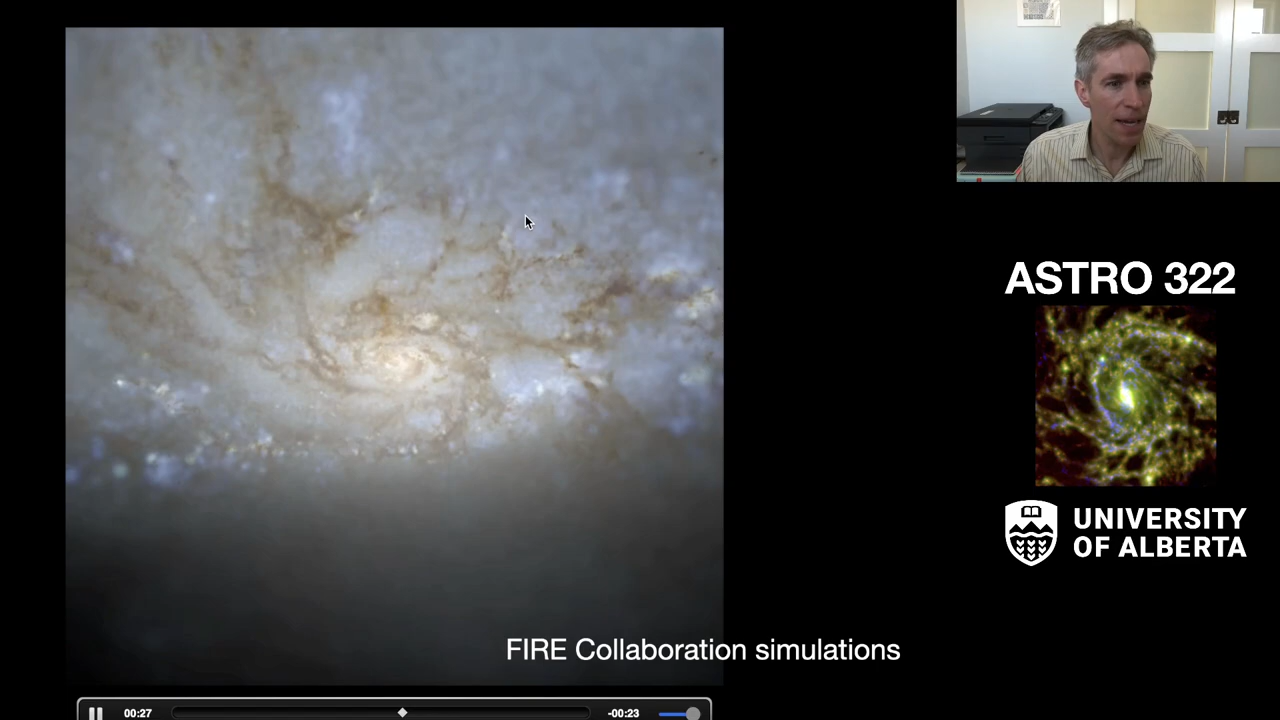 ASTRO 322
UNIVERSITY
OF ALBERTA
FIRE Collaboration simulations
00:27
-00:23